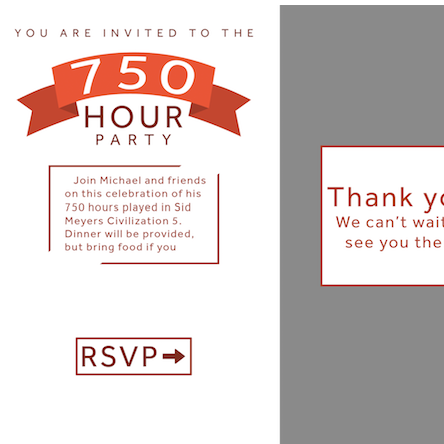 YOU ARE INVITED TO THE
750
HOUR
PARTY
Join Michael and friends
on this celebration of his
750 hours played in Sid
Meyers Civilization 5.
Dinner will be provided,
but bring food if you
RSVP
Thank
We can't wait
see you